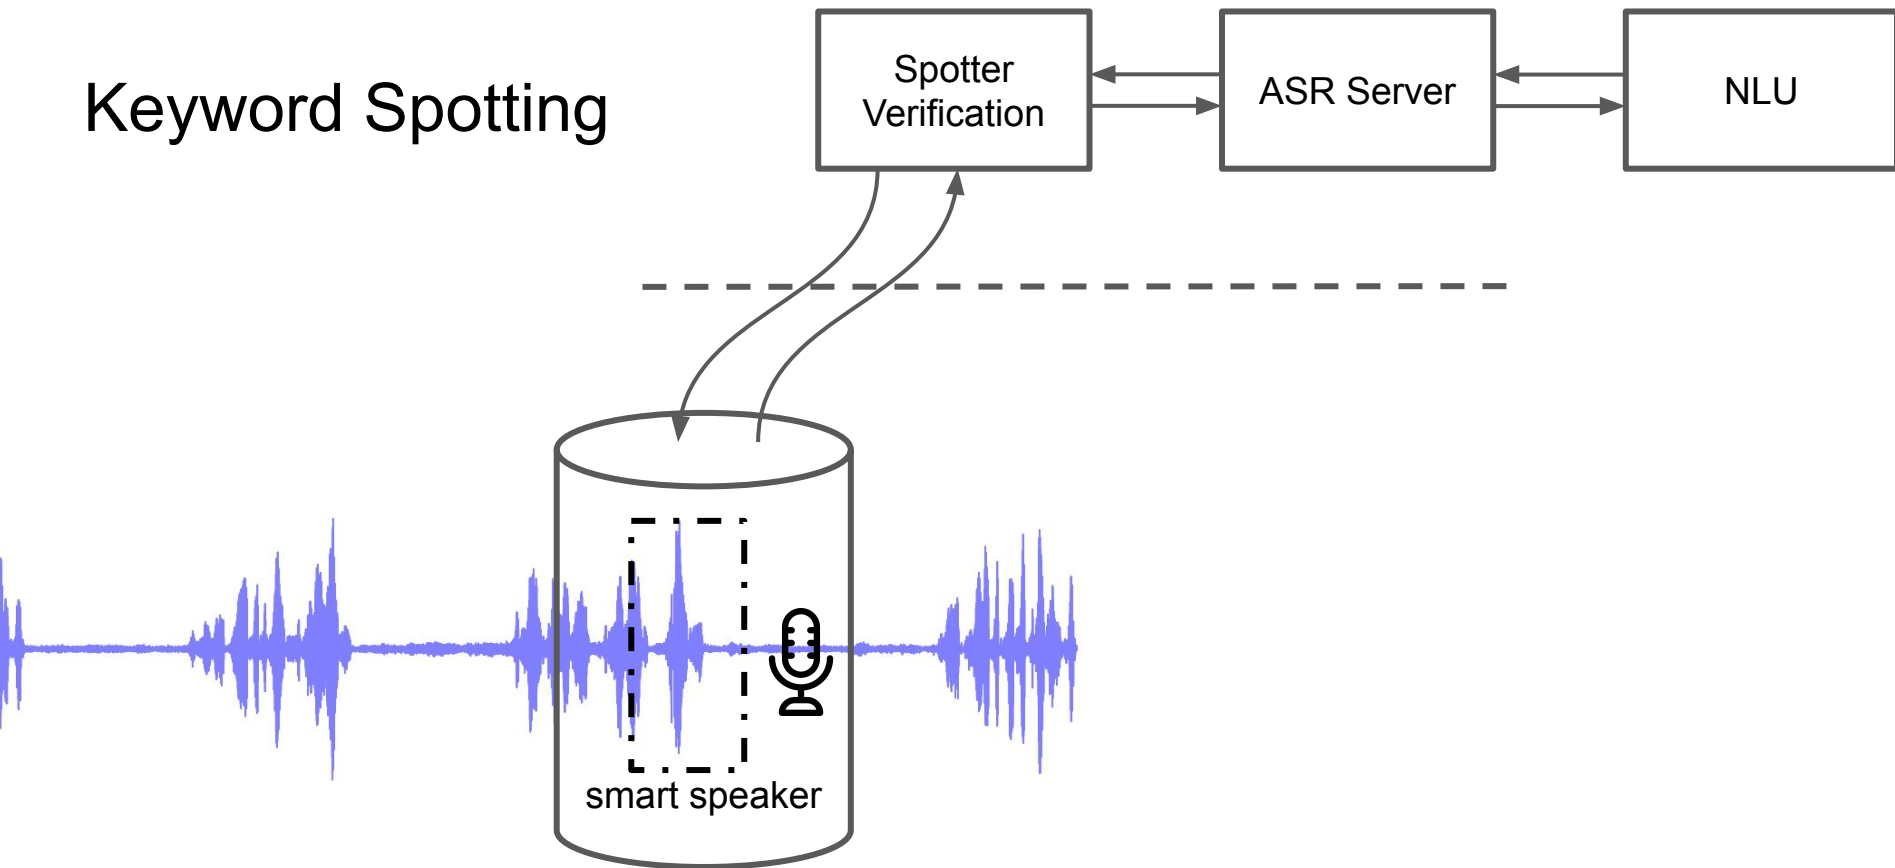 Keyword Spotting
Spotter
Verification
ASR Server
NLU
smart speaker